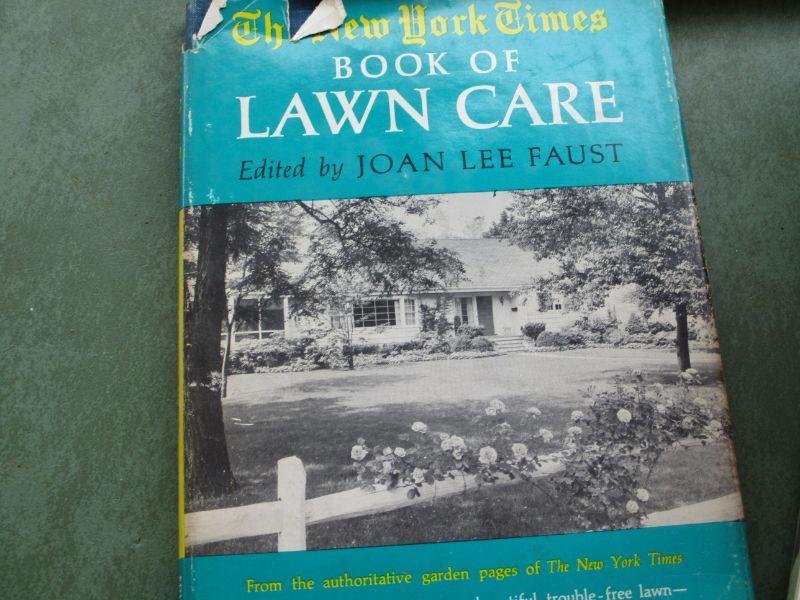 The New York Times
BOOK OF
LAWN CARE
Edited by JOAN LEE FAUST
From the authoritative garden pages of The New York Times
trouble-free lawn—